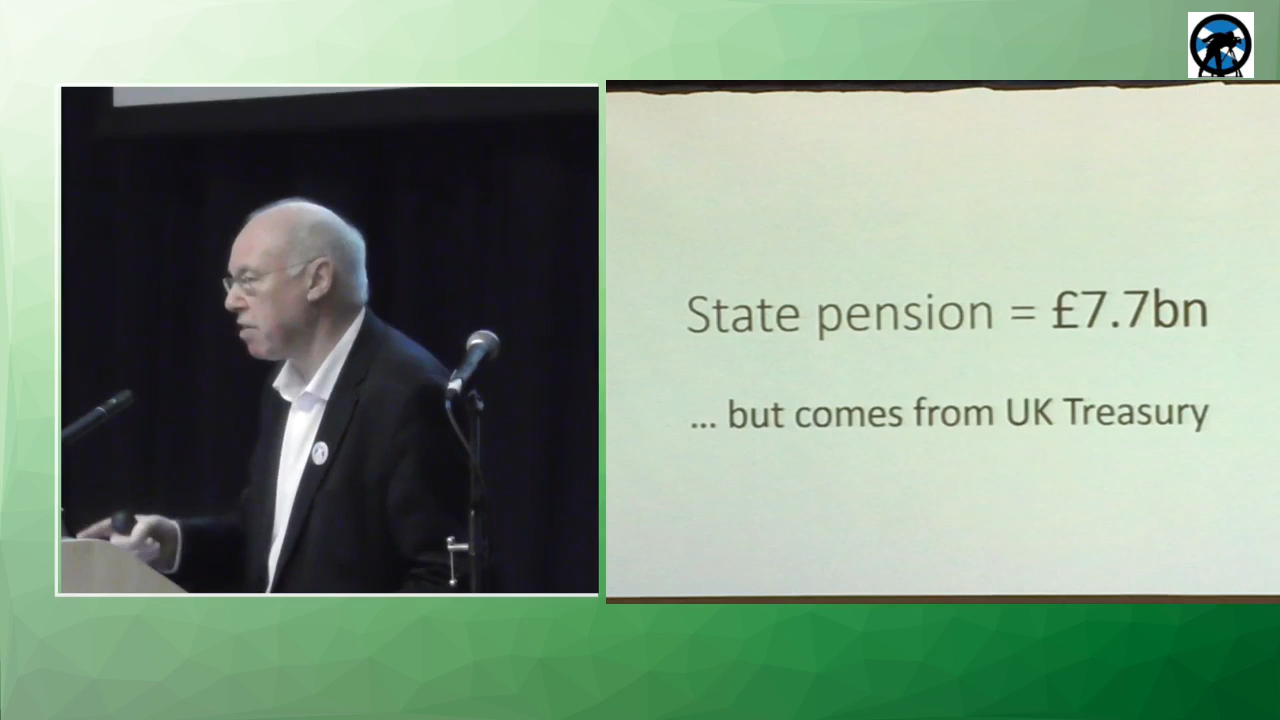 State pension = £7.7bn
... but comes from UK Treasury